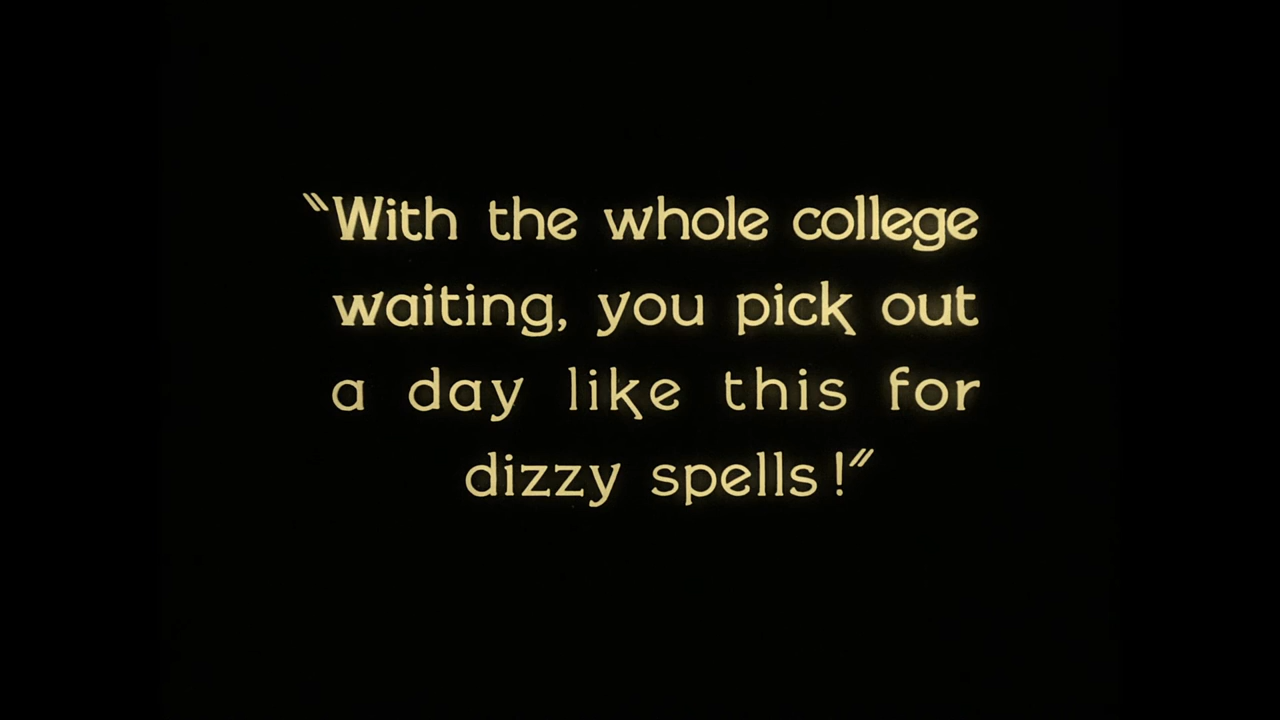 "With the whole college
waiting, you pick out
a day like this for
dizzy spells!"